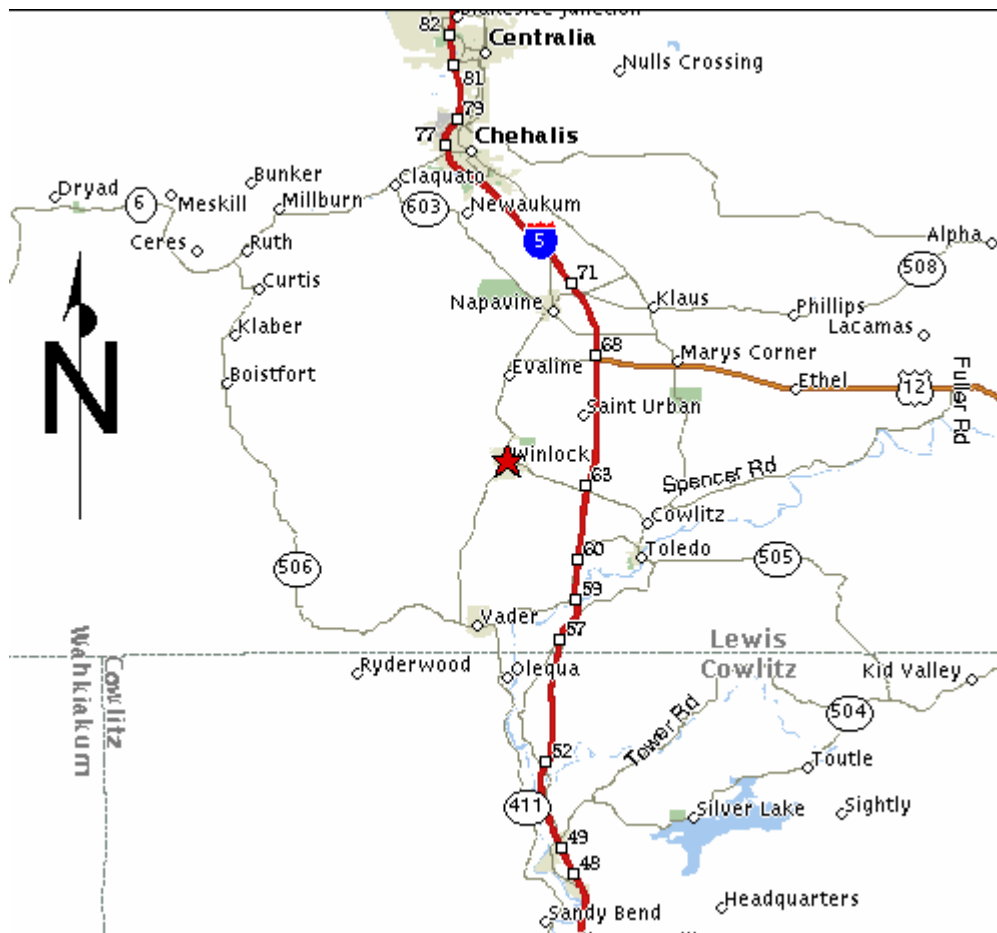 82
Centralia
Nulls Crossing
81
79
77
Chehalis
Bunker
Claquato
Dryad
6
Meskill
Millburn
603
Newaukum
Ceres
Ruth
5
Alpha
508
Curtis
71
Napavine
Klaus
Phillips
Klaber
Lacamas
68
Marys Corner
Evaline
Boistfort
Ethel
12
Fuller Rd
Saint Urban
N
Winlock
63
Spencer Rd
Cowlitz
60
Toledo
505
506
59
Vader
57
Lewis
Cowlitz
Wahkiakum
Cowlitz
Ryderwood
Olequa
Kid Valley
504
Tower Rd
52
Toutle
411
Silver Lake
Sightly
49
48
Headquarters
Sandy Bend